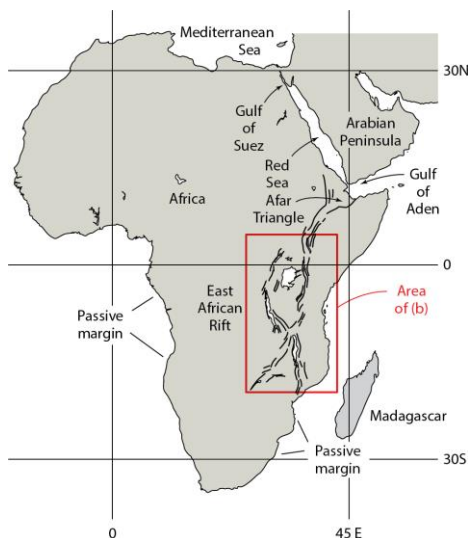 Mediterranean
Sea
30N
Gulf
of
Suez
Arabian
Peninsula
Red
Sea
Gulf
of
Aden
Africa
Afar
Triangle
0
East
African
Rift
Area
of (b)
Passive
margin
Madagascar
Passive
margin
30S
0
45 E